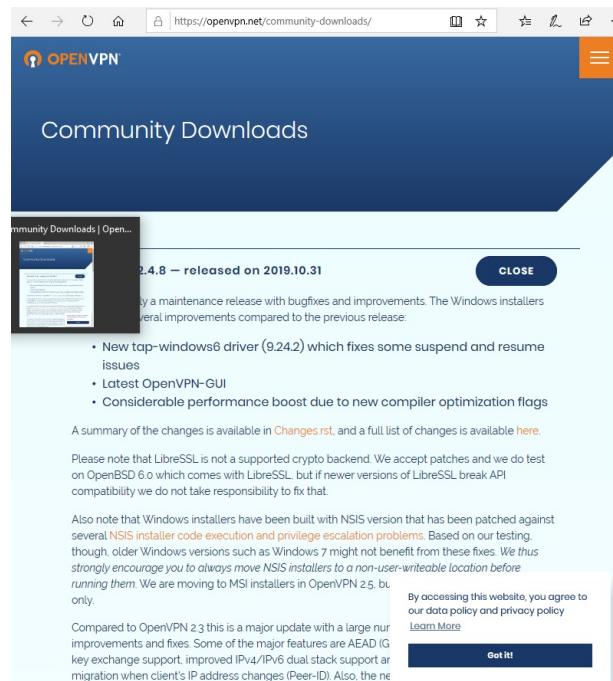 https://openvpn.net/community-downloads/
OPENVPN
Community Downloads
mmunity Downloads | Open...
2.4.8 — released on 2019.10.31
CLOSE
a maintenance release with bugfixes and improvements. The Windows installers
several improvements compared to the previous release:
• New tap-windows6 driver (9.24.2) which fixes some suspend and resume
issues
• Latest OpenVPN-GUI
• Considerable performance boost due to new compiler optimization flags
A summary of the changes is available in Changes.rst, and a full list of changes is available here.
Please note that LibreSSL is not a supported crypto backend. We accept patches and we do test
on OpenBSD 6.0 which comes with LibreSSL, but if newer versions of LibreSSL break API
compatibility we do not take responsibility to fix that.
Also note that Windows installers have been built with NSIS version that has been patched against
several NSIS installer code execution and privilege escalation problems. Based on our testing,
though, older Windows versions such as Windows 7 might not benefit from these fixes. We thus
strongly encourage you to always move NSIS installers to a non-user-writeable location before
running them. We are moving to MSI installers in OpenVPN 2.5, bu
only.
Compared to OpenVPN 2.3 this is a major update with a large nur
improvements and fixes. Some of the major features are AEAD (G
key exchange support, improved IPv4/IPv6 dual stack support ar
migration when client's IP address changes (Peer-ID). Also, the ne
By accessing this website, you agree to
our data policy and privacy policy
Learn More
Got it!